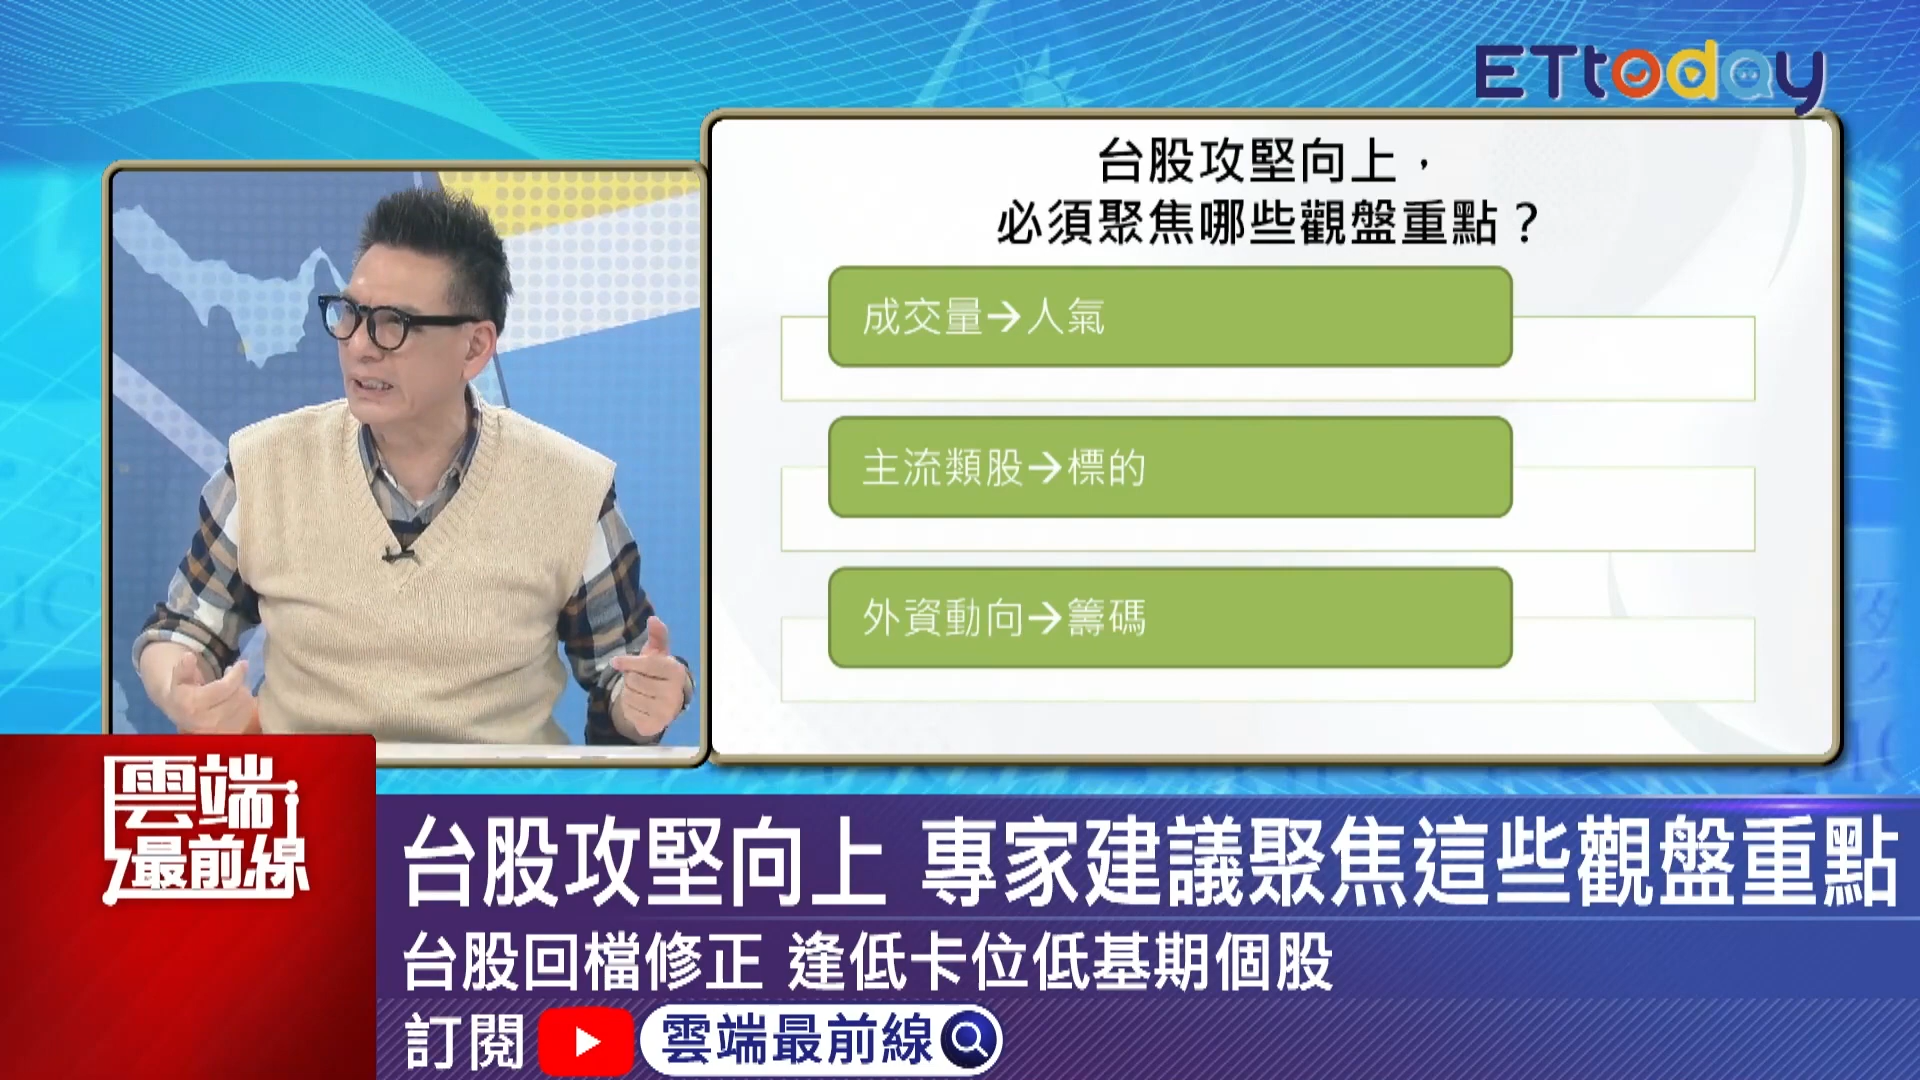 ETtoday
台股攻堅向上，
必須聚焦哪些觀盤重點？
成交量→人氣
主流類股→標的
外資動向→籌碼
雲端
最前線
台股攻堅向上 專家建議聚焦這些觀盤重點
台股回檔修正 逢低卡位低基期個股
訂閱 雲端最前線